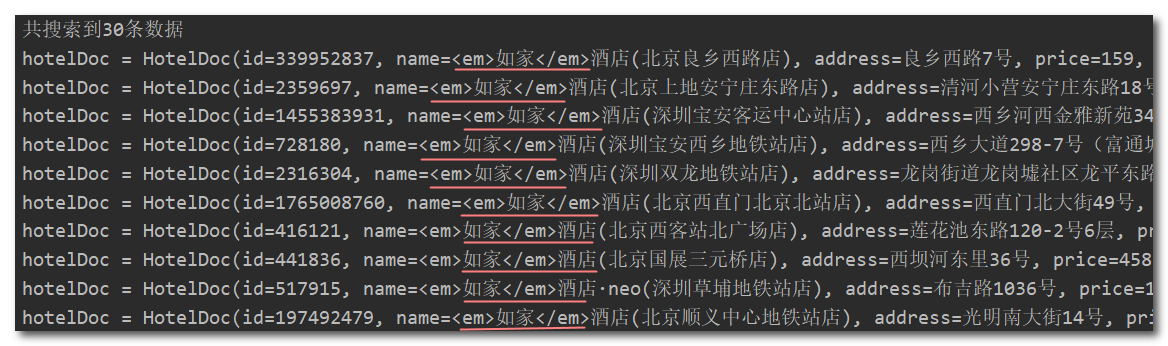 共搜索到30条数据
hotelDoc = HotelDoc(id=339952837, name=<em>如家</em>酒店(北京良乡西路店), address=良乡西路7号, price=159,
hotelDoc = HotelDoc(id=2359697, name=<em>如家</em>酒店(北京上地安宁庄东路店), address=清河小营安宁庄东路18号
hotelDoc = HotelDoc(id=1455383931, name=<em>如家</em>酒店(深圳宝安客运中心站店), address=西乡河西金雅新苑34
hotelDoc = HotelDoc(id=728180, name=<em>如家</em>酒店(深圳宝安西乡地铁站店), address=西乡大道298-7号（富通城
hotelDoc = HotelDoc(id=2316304, name=<em>如家</em>酒店(深圳双龙地铁站店), address=龙岗街道龙岗墟社区龙平东路
hotelDoc = HotelDoc(id=1765008760, name=<em>如家</em>酒店(北京西直门北京北站店), address=西直门北大街49号,
hotelDoc = HotelDoc(id=416121, name=<em>如家</em>酒店(北京西客站北广场店), address=莲花池东路120-2号6层, pr
hotelDoc = HotelDoc(id=441836, name=<em>如家</em>酒店(北京国展三元桥店), address=西坝河东里36号, price=458
hotelDoc = HotelDoc(id=517915, name=<em>如家</em>酒店·neo(深圳草埔地铁站店), address=布吉路1036号, price=1
hotelDoc = HotelDoc(id=197492479, name=<em>如家</em>酒店(北京顺义中心地铁站店), address=光明南大街14号, pri